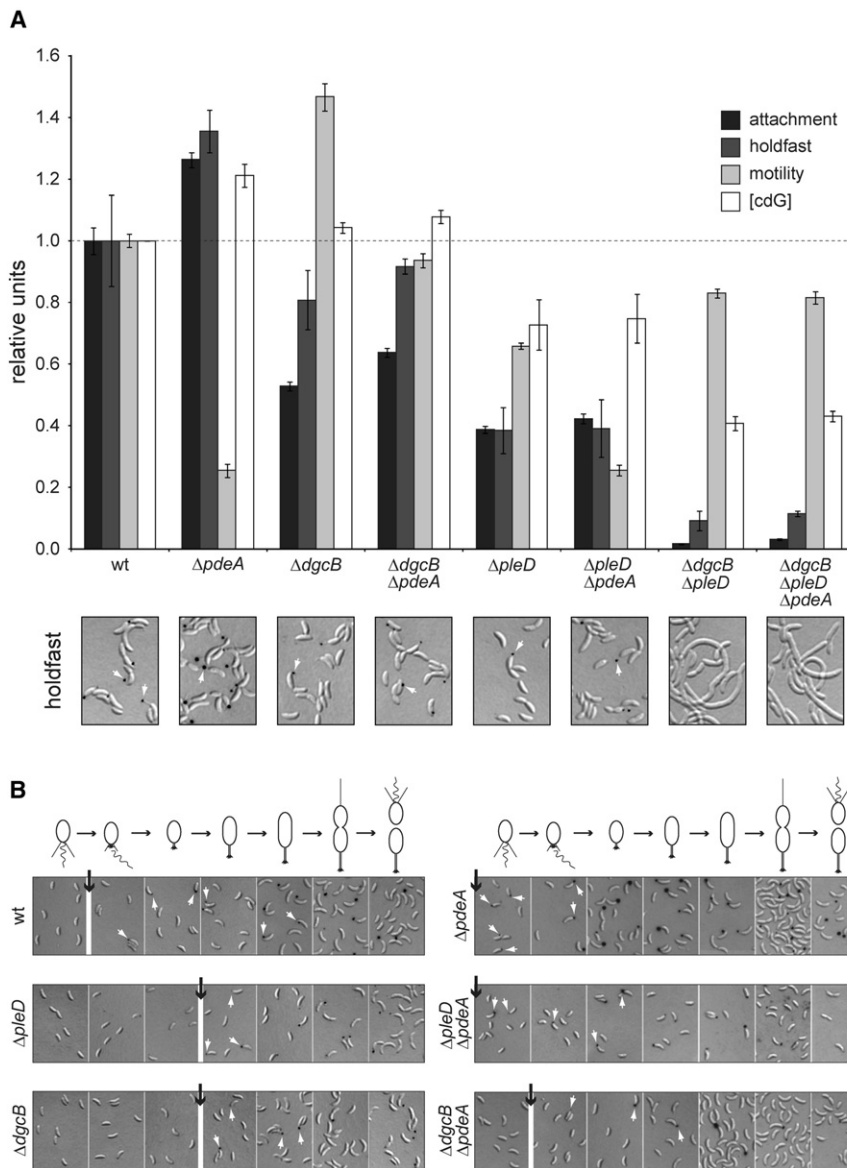 A
1.6
1.4
1.2
1.0
0.8
0.6
0.4
0.2
0.0
relative units
attachment
holdfast
motility
[cdG]
wt
ΔpdeA
ΔdgcB
ΔdgcB
ΔpdeA
ΔpleD
ΔpleD
ΔpdeA
ΔdgcB
ΔpleD
ΔdgcB
ΔpleD
ΔpdeA
holdfast
B
wt
ΔpdeA
ΔpleD
ΔpleD
ΔpdeA
ΔdgcB
ΔdgcB
ΔpdeA